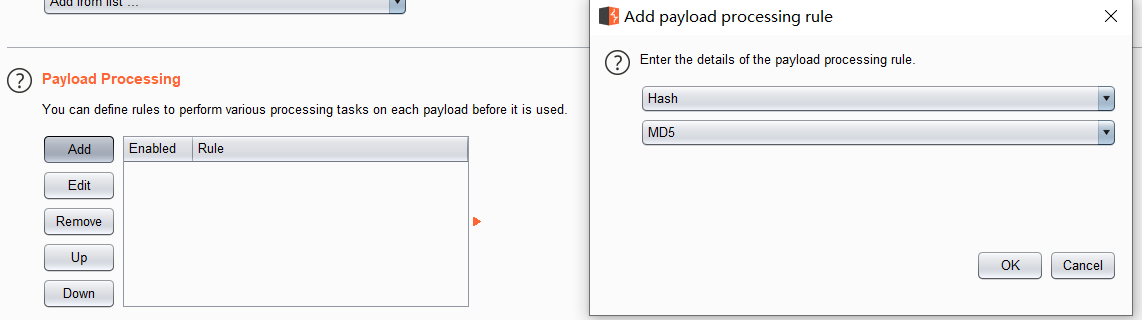 Add from list ...
Payload Processing
You can define rules to perform various processing tasks on each payload before it is used.
Add
Enabled Rule
Edit
Remove
Up
Down
Add payload processing rule
Enter the details of the payload processing rule.
Hash
MD5
OK Cancel